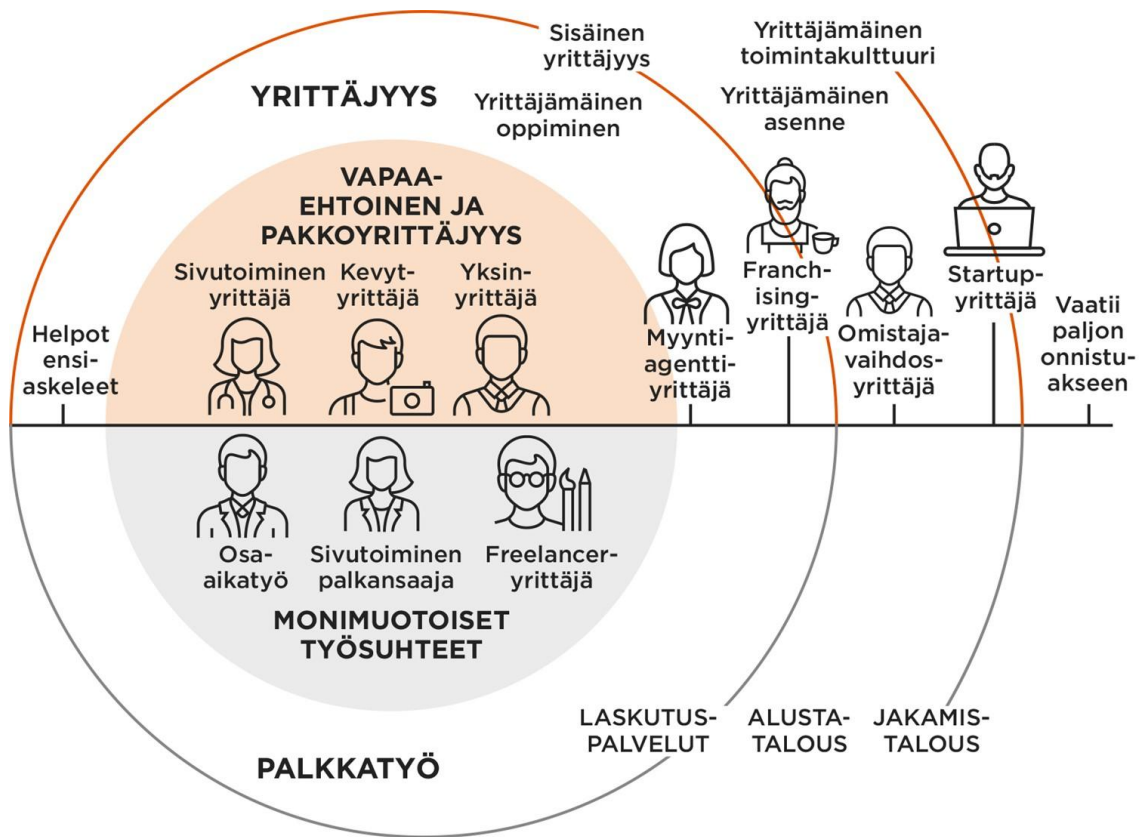 Sisäinen
yrittäjyys
Yrittäjämäinen
toimintakulttuuri
YRITTÄJYYS
Yrittäjämäinen
oppiminen
Yrittäjämäinen
asenne
VAPAA-
EHTOINEN JA
PAKKOYRITTÄJYYS
Sivutoiminen
yrittäjä
Kevyt-
yrittäjä
Yksin-
yrittäjä
Helpot
ensi-
askeleet
Myynti-
agentti-
yrittäjä
Franch-
ising-
yrittäjä
Omistaja-
vaihdos-
yrittäjä
Startup-
yrittäjä
Vaatii
paljon
onnistu-
akseen
Osa-
aikatyö
Sivutoiminen
palkansaaja
Freelancer-
yrittäjä
MONIMUOTOISET
TYÖSUHTEET
LASKUTUS-
PALVELUT
ALUSTA-
TALOUS
JAKAMIS-
TALOUS
PALKKATYÖ